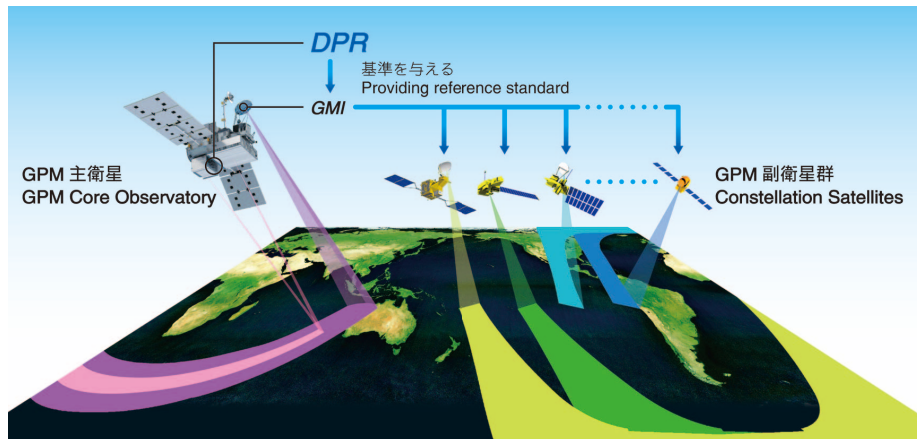 DPR
基準を与える
Providing reference standard
GMI
GPM 主衛星
GPM Core Observatory
GPM 副衛星群
Constellation Satellites